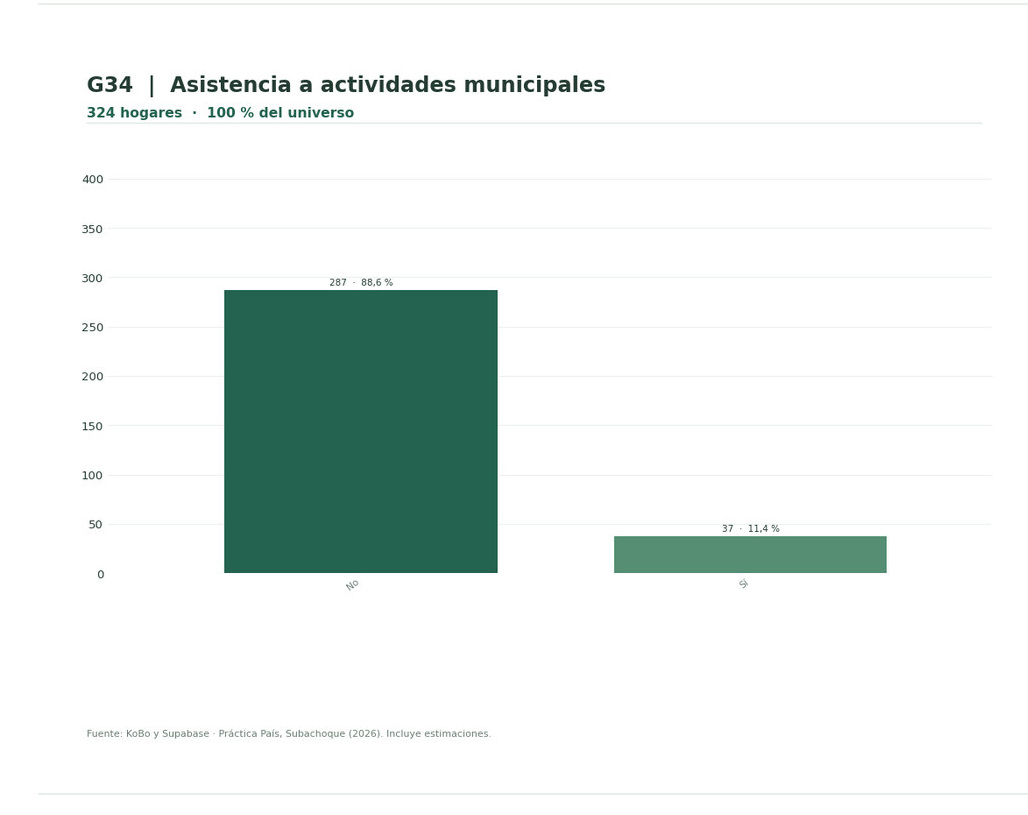 G34 | Asistencia a actividades municipales
324 hogares · 100 % del universo
400
350
300
287 · 88,6 %
250
200
150
100
50
37 · 11,4 %
0
No
Sí
Fuente: KoBo y Supabase · Práctica País, Subachoque (2026). Incluye estimaciones.